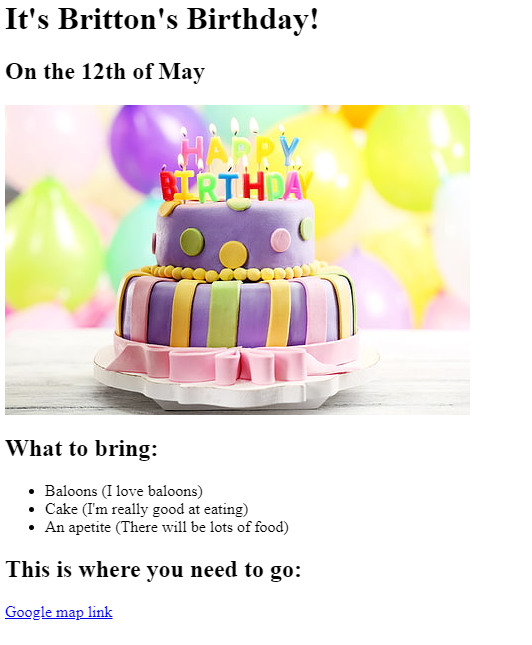 It's Britton's Birthday!
On the 12th of May
HAPPY
BIRTHDAY
What to bring:
Baloons (I love baloons)
Cake (I'm really good at eating)
An apetite (There will be lots of food)
This is where you need to go:
Google map link